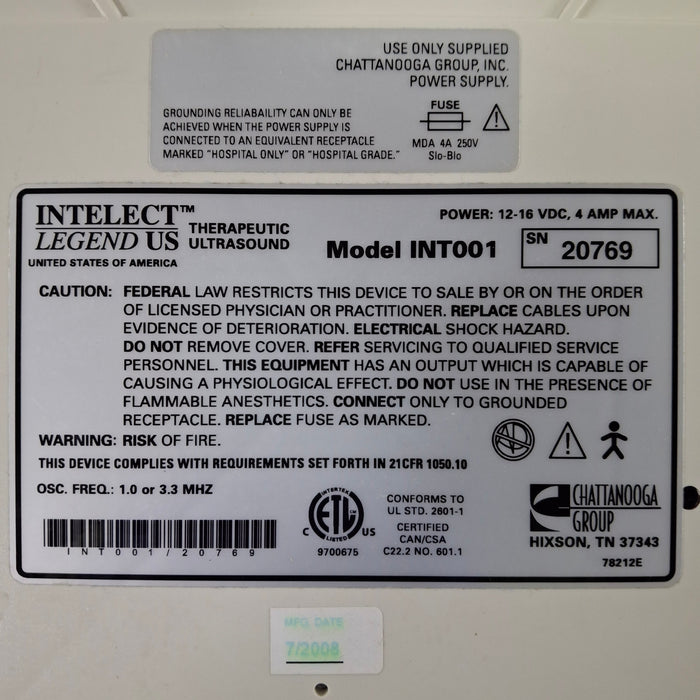 USE ONLY SUPPLIED
CHATTANOOGA GROUP, INC.
POWER SUPPLY.
GROUNDING RELIABAILITY CAN ONLY BE
ACHIEVED WHEN THE POWER SUPPLY IS
CONNECTED TO AN EQUIVALENT RECEPTACLE
MARKED "HOSPITAL ONLY" OR "HOSPITAL GRADE."
FUSE
MDA 4A 250V
Slo-Blo
INTELECT™
LEGEND US
THERAPEUTIC
ULTRASOUND
UNITED STATES OF AMERICA
Model INT001
POWER: 12-16 VDC, 4 AMP MAX.
SN 20769
CAUTION: FEDERAL LAW RESTRICTS THIS DEVICE TO SALE BY OR ON THE ORDER
OF LICENSED PHYSICIAN OR PRACTITIONER. REPLACE CABLES UPON
EVIDENCE OF DETERIORATION. ELECTRICAL SHOCK HAZARD.
DO NOT REMOVE COVER. REFER SERVICING TO QUALIFIED SERVICE
PERSONNEL. THIS EQUIPMENT HAS AN OUTPUT WHICH IS CAPABLE OF
CAUSING A PHYSIOLOGICAL EFFECT. DO NOT USE IN THE PRESENCE OF
FLAMMABLE ANESTHETICS. CONNECT ONLY TO GROUNDED
RECEPTACLE. REPLACE FUSE AS MARKED.
WARNING: RISK OF FIRE.
THIS DEVICE COMPLIES WITH REQUIREMENTS SET FORTH IN 21CFR 1050.10
OSC. FREQ.: 1.0 or 3.3 MHZ
INT001/20769
INTERTEK
ETL
LISTED
C US
9700675
CONFORMS TO
UL STD. 2601-1
CERTIFIED
CAN/CSA
C22.2 NO. 601.1
CHATTANOOGA
GROUP
HIXSON, TN 37343
78212E
MFG. DATE
7/2008